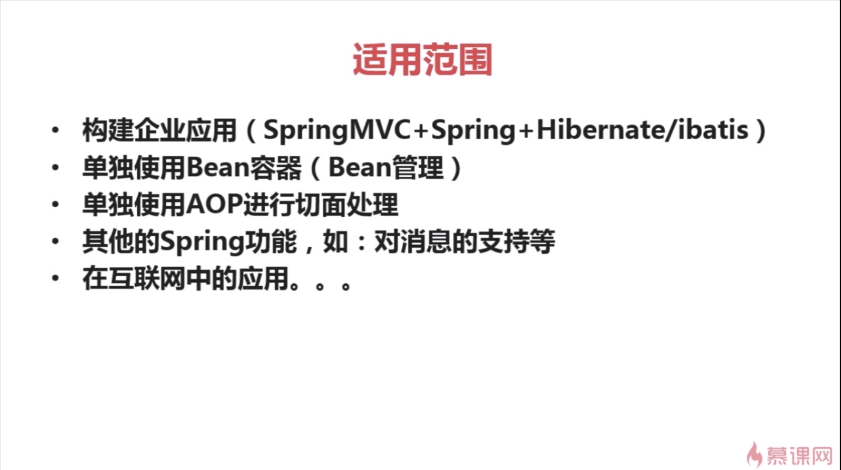 适用范围
• 构建企业应用（SpringMVC+Spring+Hibernate/ibatis）
• 单独使用Bean容器（Bean管理）
• 单独使用AOP进行切面处理
• 其他的Spring功能，如：对消息的支持等
• 在互联网中的应用。。。
慕课网